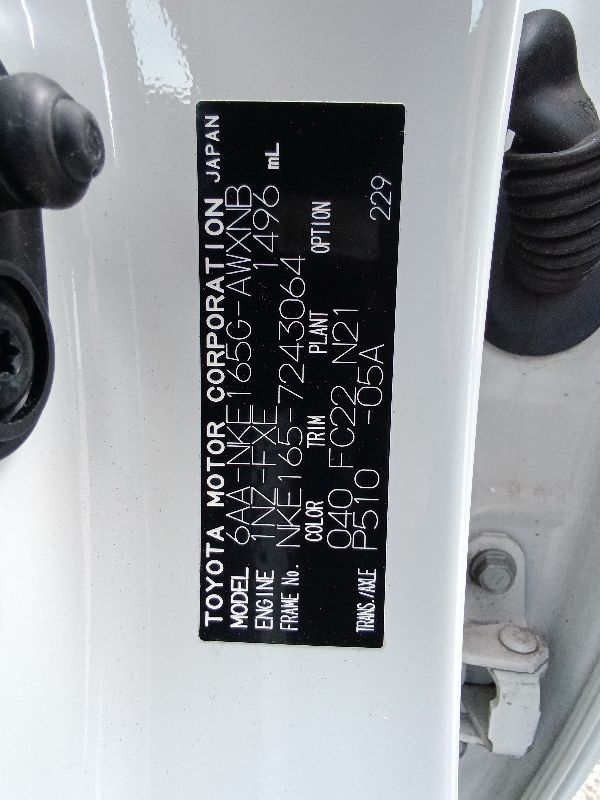 TOYOTA MOTOR CORPORATION JAPAN
MODEL 6AA-NKE165G-AWXNB
ENGINE 1NZ-FXE 1496 mL
FRAME No. NKE165-7243064
COLOR TRIM PLANT OPTION
040 FC22 N21
TRANS./AXLE P510 -05A 229